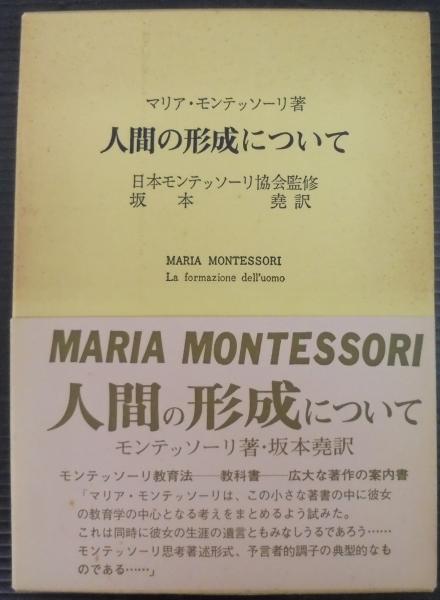 マリア・モンテッソーリ著
人間の形成について
日本モンテッソーリ協会監修
坂本堯訳
MARIA MONTESSORI
La formazione dell'uomo
MARIA MONTESSORI
人間の形成について
モンテッソーリ著・坂本堯訳
モンテッソーリ教育法──教科書──広大な著作の案内書
「マリア・モンテッソーリは、この小さな著書の中に彼女
の教育学の中心となる考えをまとめるよう試みた。
これは同時に彼女の生涯の遺言ともみなしうるであろう……
モンテッソーリ思考著述形式、予言者的調子の典型的なも
のである……」